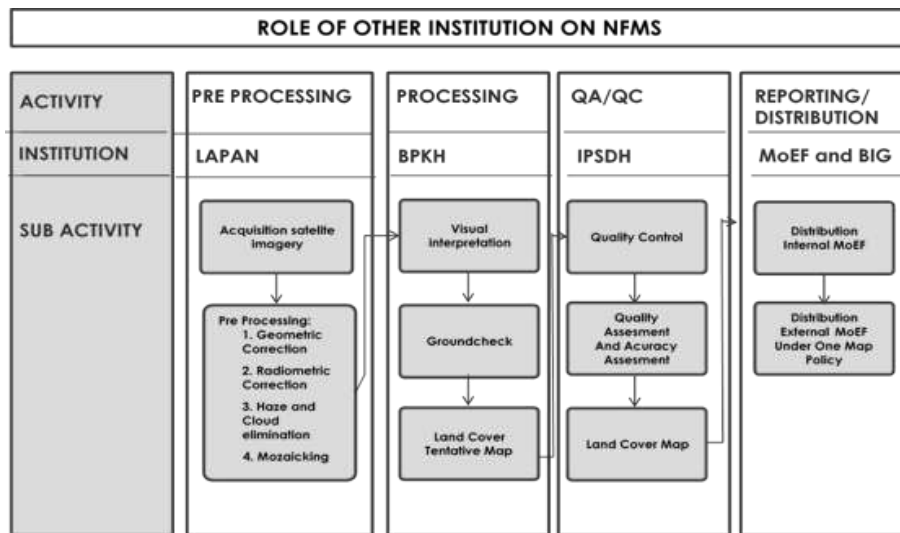 ROLE OF OTHER INSTITUTION ON NFMS
ACTIVITY
PRE PROCESSING
PROCESSING
QA/QC
REPORTING/
DISTRIBUTION
INSTITUTION
LAPAN
BPKH
IPSDH
MoEF and BIG
SUB ACTIVITY
Acquisition satelite
imagery
Pre Processing:
1. Geometric
Correction
2. Radiometric
Correction
3. Haze and
Cloud
elimination
4. Mozaicking
Visual
interpretation
Groundcheck
Land Cover
Tentative Map
Quality Control
Quality
Assesment
And Acuracy
Assesment
Land Cover Map
Distribution
Internal MoEF
Distribution
External MoEF
Under One Map
Policy